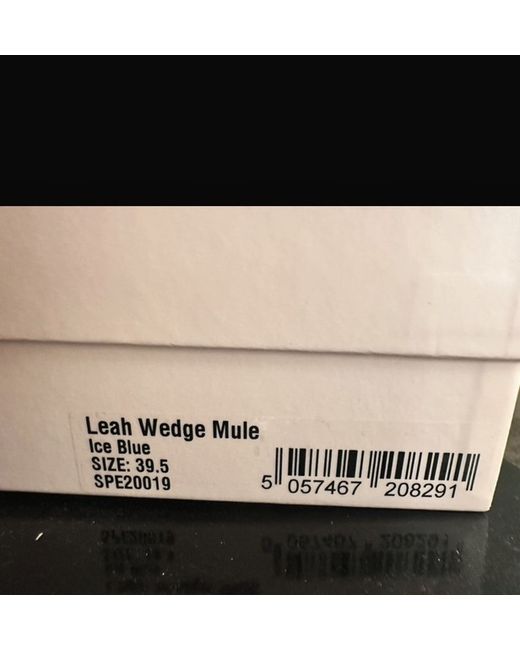 Leah Wedge Mule
Ice Blue
SIZE: 39.5
SPE20019
5 057467 208291